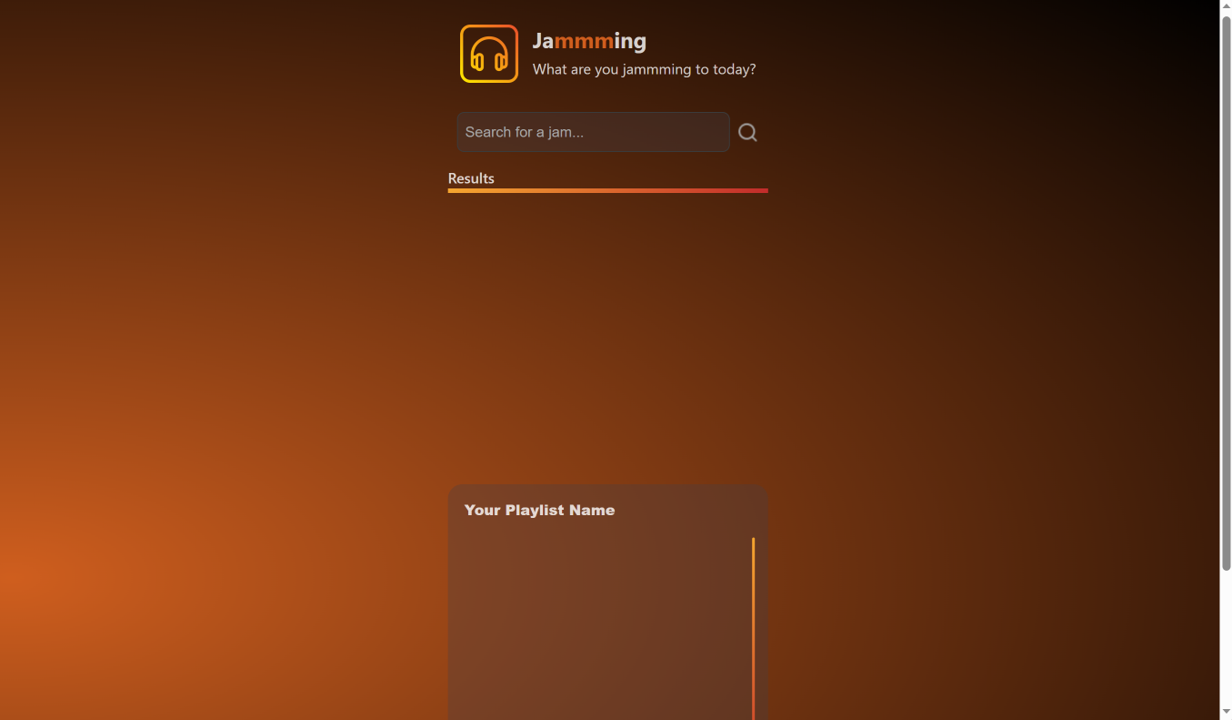 Jammming
What are you jammming to today?
Search for a jam...
Results
Your Playlist Name